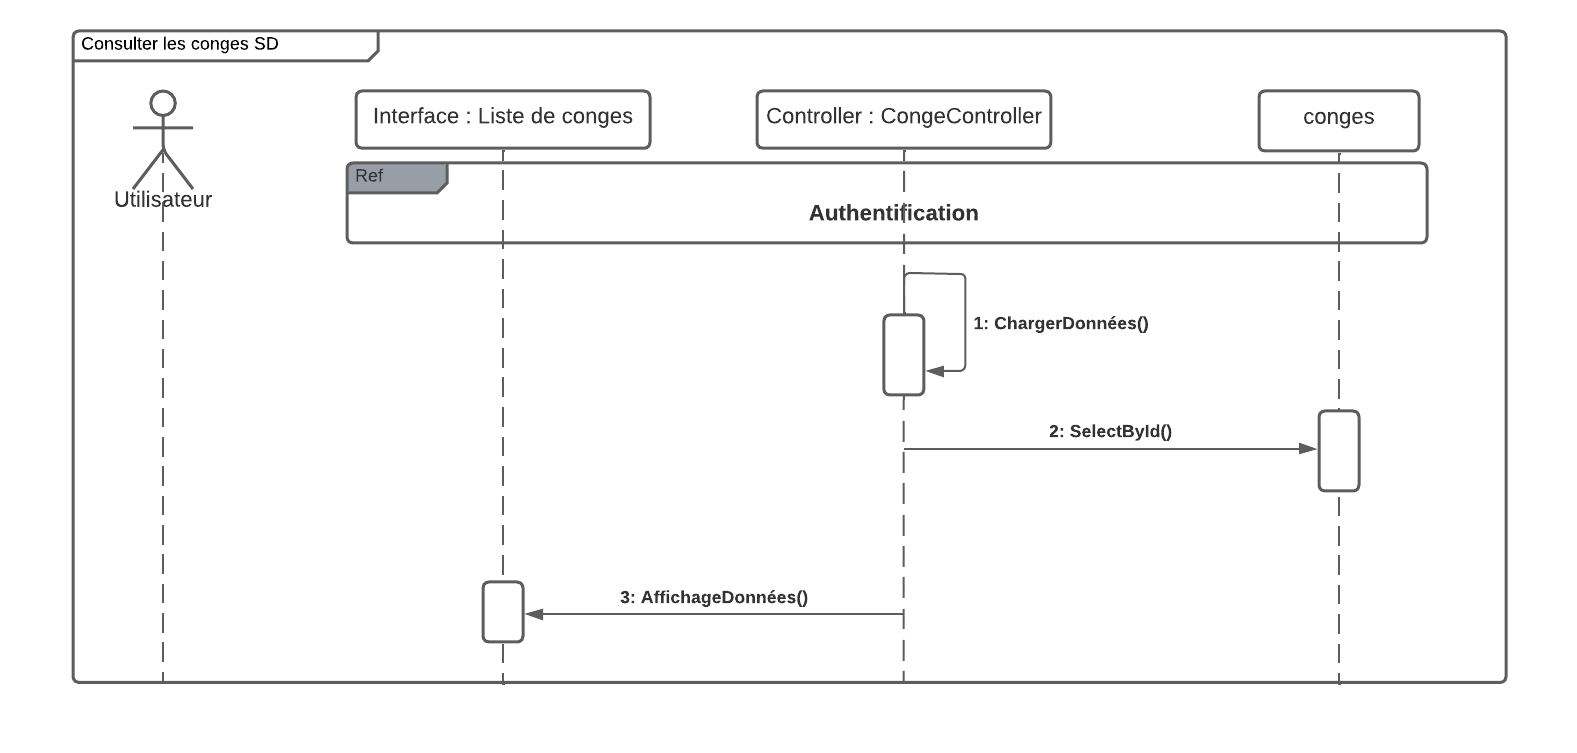 Consulter les conges SD
Interface : Liste de conges
Controller : CongeController
conges
Ref
Utilisateur
Authentification
1: ChargerDonnées()
2: SelectById()
3: AffichageDonnées()